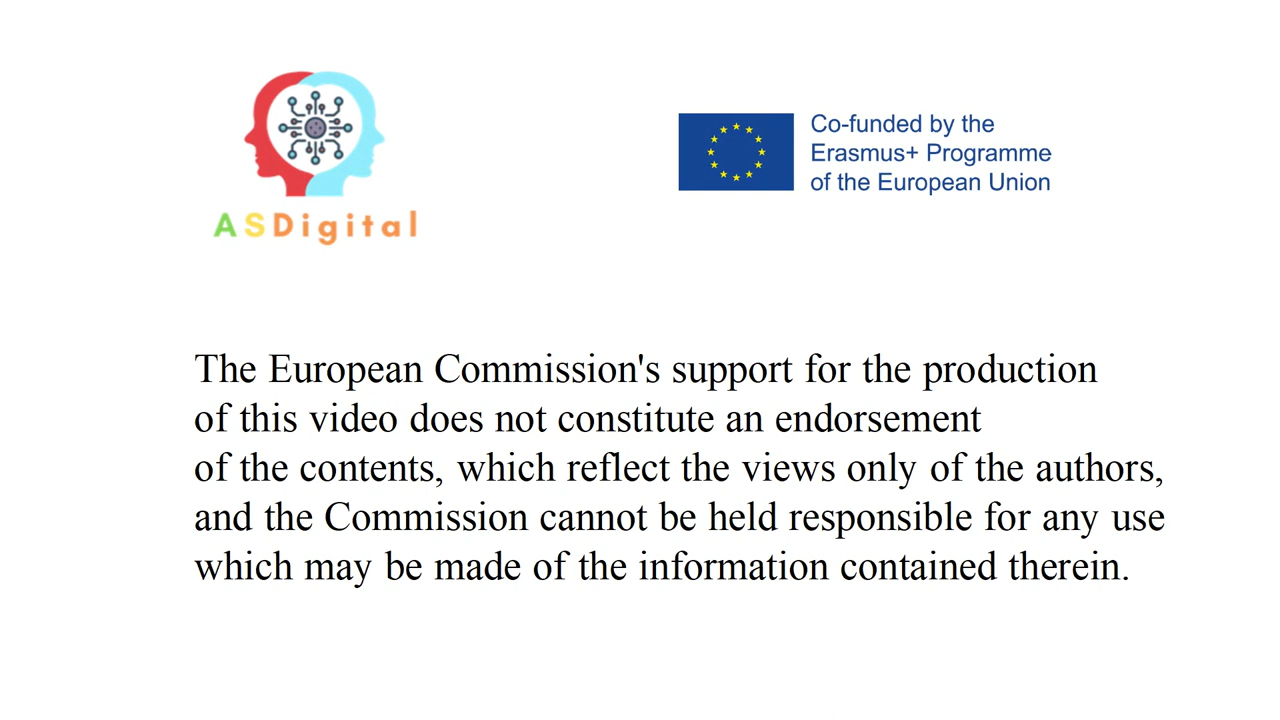 ASDigital
Co-funded by the
Erasmus+ Programme
of the European Union
The European Commission's support for the production
of this video does not constitute an endorsement
of the contents, which reflect the views only of the authors,
and the Commission cannot be held responsible for any use
which may be made of the information contained therein.